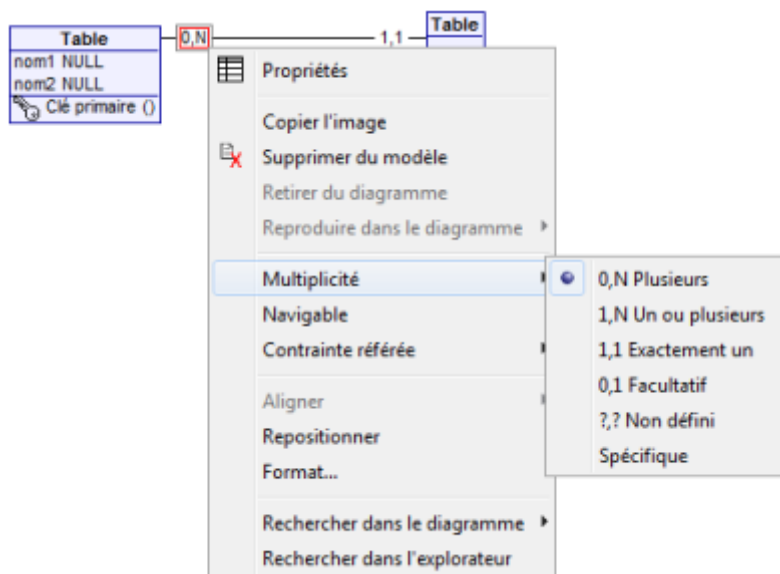 Table
0,N
1,1
Table
nom1 NULL
nom2 NULL
Clé primaire ()
Propriétés
Copier l'image
Supprimer du modèle
Retirer du diagramme
Reproduire dans le diagramme
Multiplicité
Navigable
Contrainte référée
Aligner
Repositionner
Format...
Rechercher dans le diagramme
Rechercher dans l'explorateur
0,N Plusieurs
1,N Un ou plusieurs
1,1 Exactement un
0,1 Facultatif
?,? Non défini
Spécifique